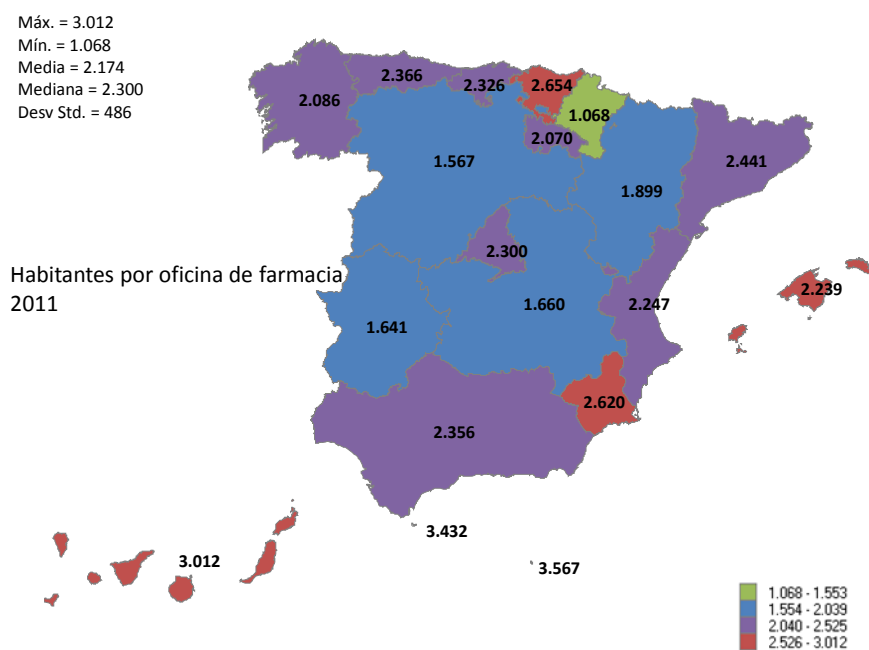 Máx. = 3.012
Mín. = 1.068
Media = 2.174
Mediana = 2.300
Desv Std. = 486
2.366
2.326
2.654
2.086
1.068
2.070
2.441
1.567
1.899
2.300
Habitantes por oficina de farmacia
2011
2.239
1.660
2.247
1.641
2.620
2.356
3.432
3.012
3.567
1.068 - 1.553
1.554 - 2.039
2.040 - 2.525
2.526 - 3.012